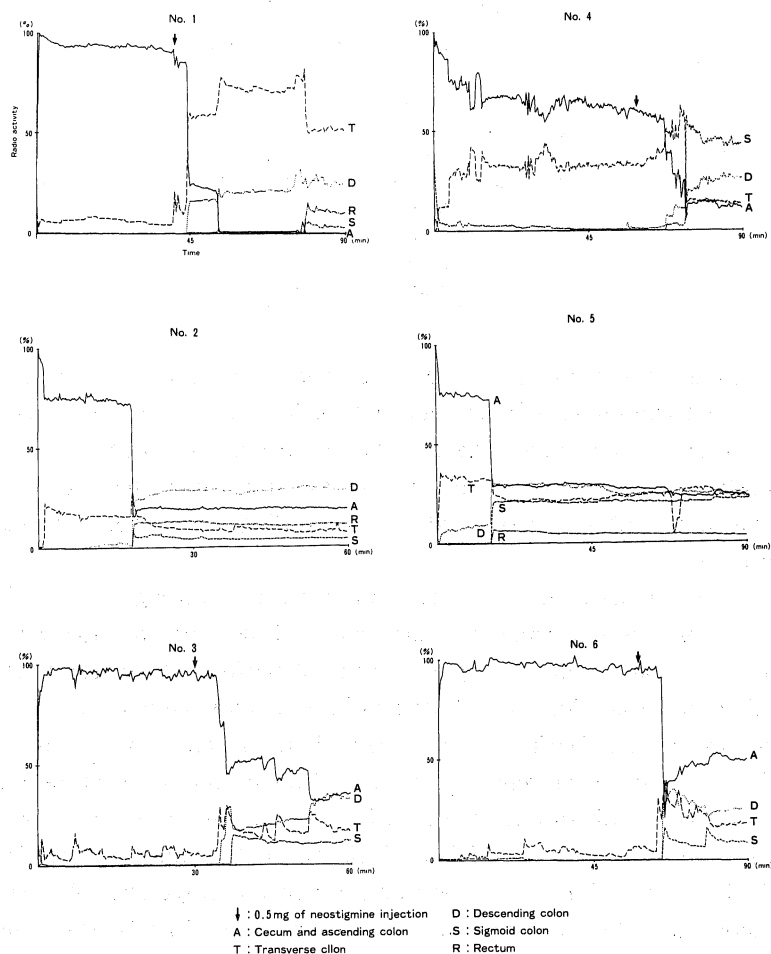 No. 1
(%)
100
50
0
Radio activity
45
90 (min)
Time
T
D
R
S
A
No. 4
(%)
100
50
0
45
90 (min)
S
D
T
A
No. 2
(%)
100
50
0
30
60 (min)
D
A
R
T
S
No. 5
(%)
100
50
0
45
90 (min)
A
T
S
D
R
No. 3
(%)
100
50
0
30
60 (min)
A
D
T
S
No. 6
(%)
100
50
0
45
90 (min)
A
D
T
S
: 0.5mg of neostigmine injection
A : Cecum and ascending colon
T : Transverse cllon
D : Descending colon
S : Sigmoid colon
R : Rectum